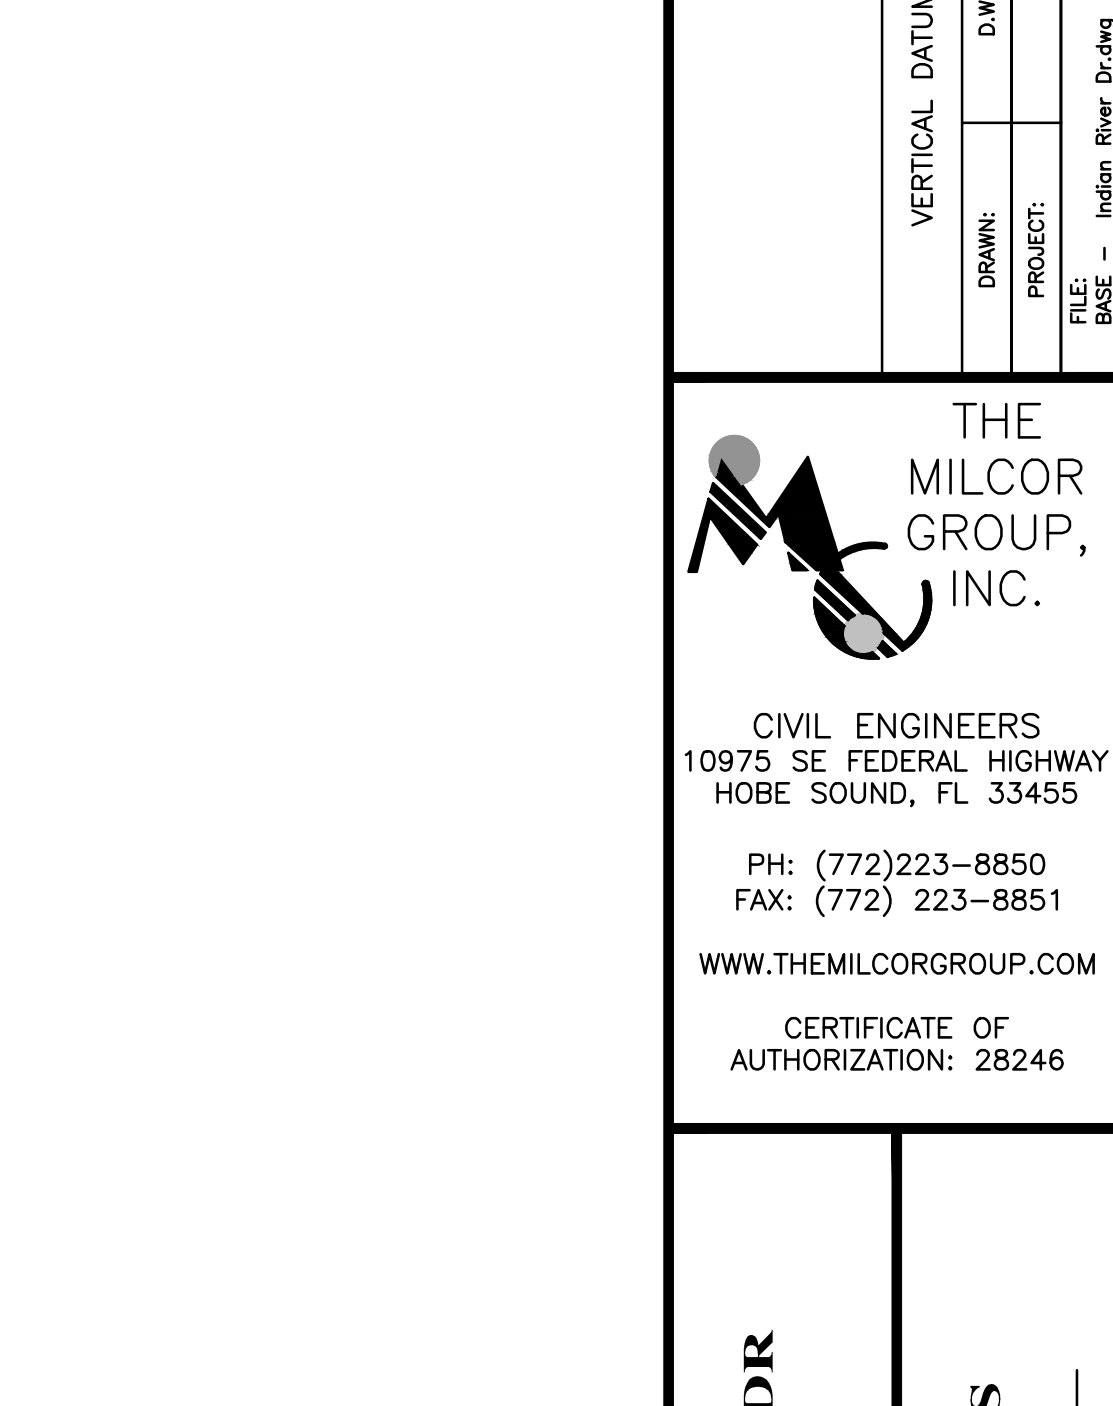 VERTICAL DATUM
D.W
DRAWN:
PROJECT:
FILE:
BASE - Indian River Dr.dwg
THE
MILCOR
GROUP,
INC.
CIVIL ENGINEERS
10975 SE FEDERAL HIGHWAY
HOBE SOUND, FL 33455
PH: (772)223-8850
FAX: (772) 223-8851
WWW.THEMILCORGROUP.COM
CERTIFICATE OF
AUTHORIZATION: 28246
DR
S